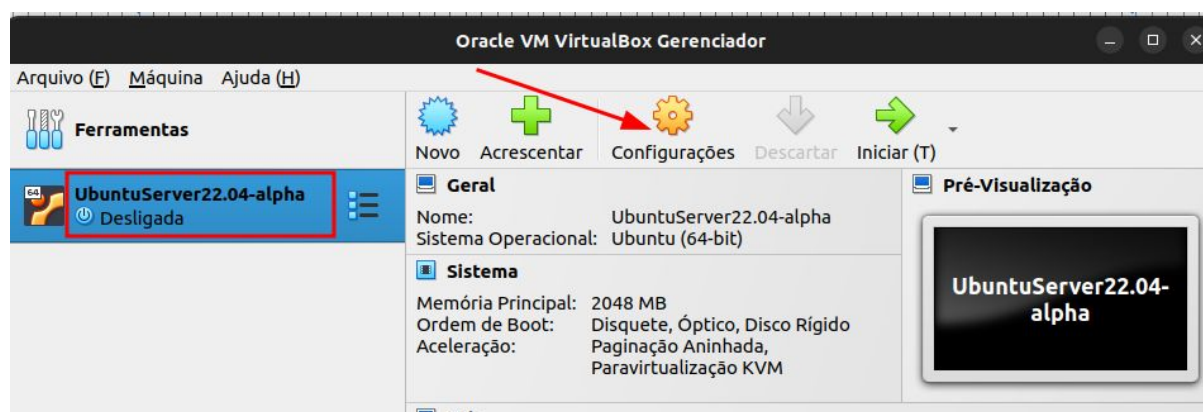 Oracle VM VirtualBox Gerenciador
Arquivo (F) Máquina Ajuda (H)
Ferramentas
Novo Acrescentar Configurações Descartar Iniciar (T)
64
UbuntuServer22.04-alpha
Desligada
Geral
Nome: UbuntuServer22.04-alpha
Sistema Operacional: Ubuntu (64-bit)
Sistema
Memória Principal: 2048 MB
Ordem de Boot: Disquete, Óptico, Disco Rígido
Aceleração: Paginação Aninhada,
Paravirtualização KVM
Pré-Visualização
UbuntuServer22.04-
alpha